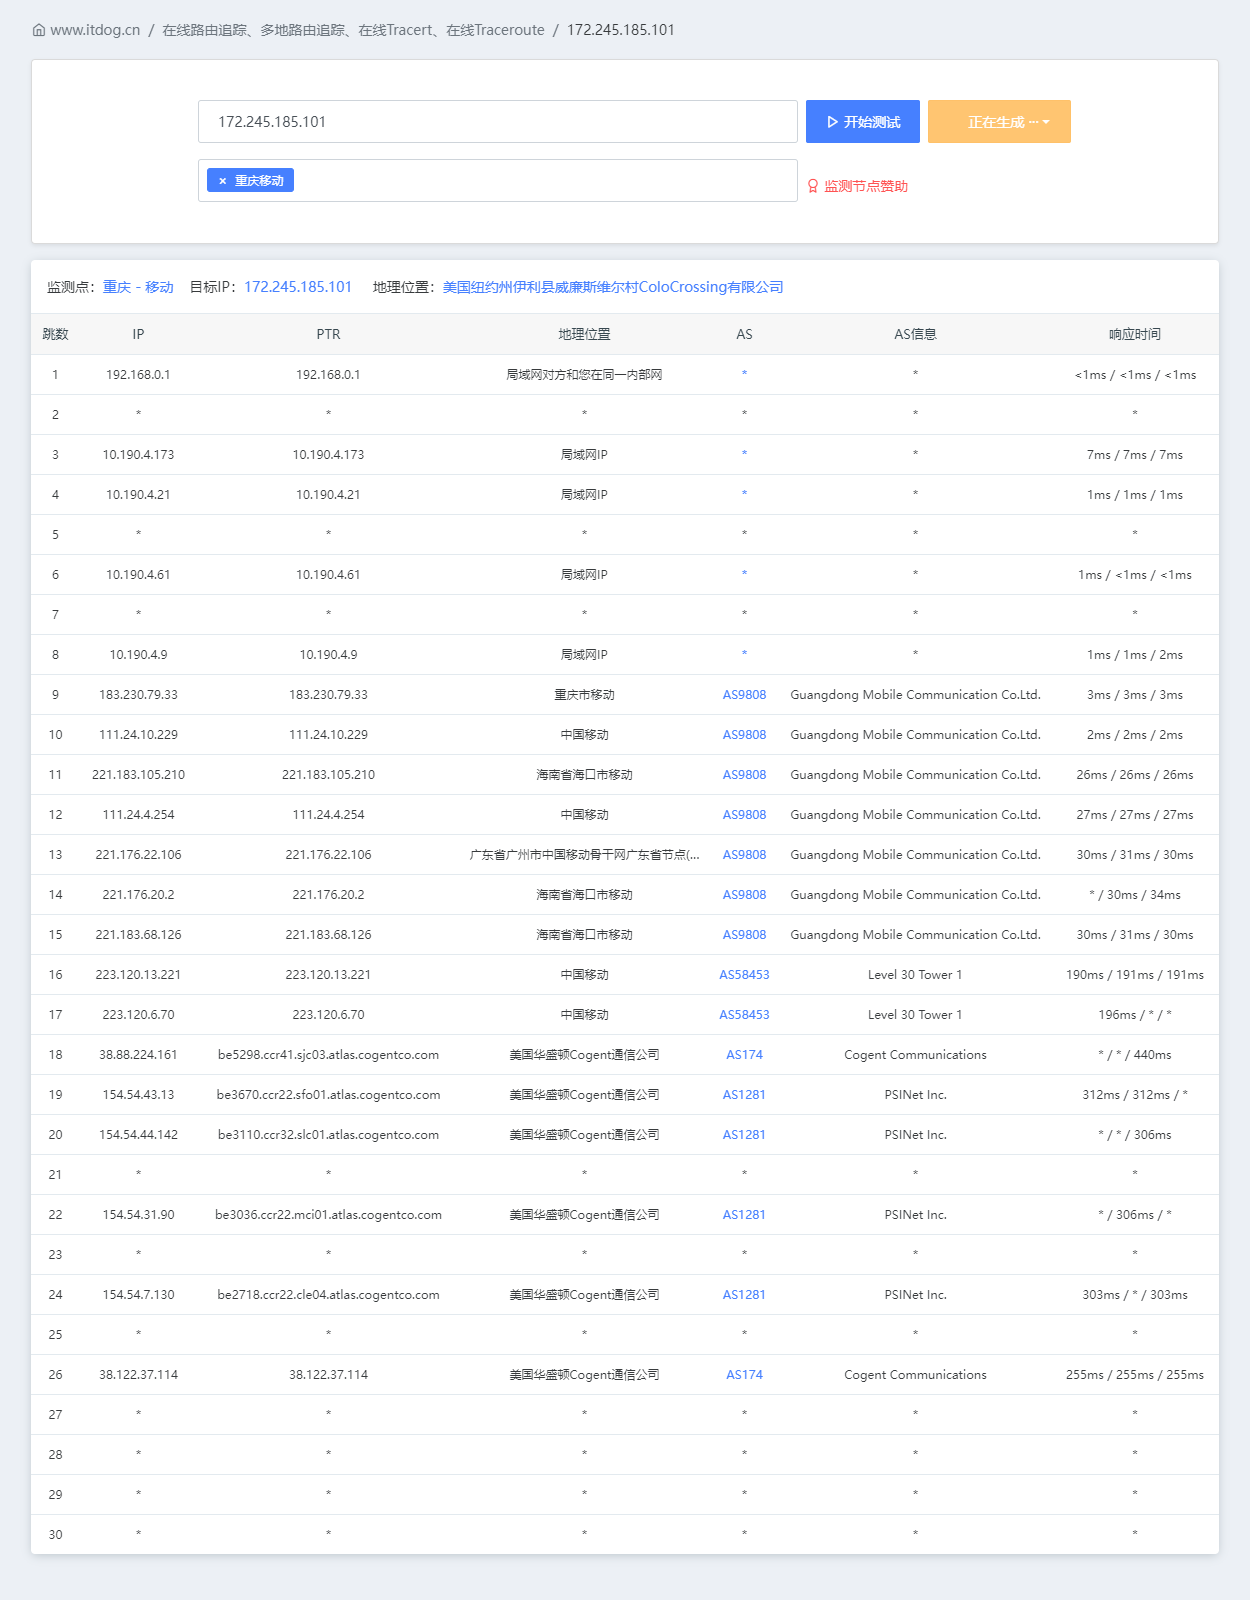 www.itdog.cn / 在线路由追踪、多地路由追踪、在线Tracert、在线Traceroute / 172.245.185.101
172.245.185.101 开始测试 正在生成 ···
× 重庆移动 监测节点赞助
监测点：重庆 - 移动 目标IP：172.245.185.101 地理位置：美国纽约州伊利县威廉斯维尔村ColoCrossing有限公司
跳数 IP PTR 地理位置 AS AS信息 响应时间
1 192.168.0.1 192.168.0.1 局域网对方和您在同一内部网 * * <1ms / <1ms / <1ms
2 * * * * * *
3 10.190.4.173 10.190.4.173 局域网IP * * 7ms / 7ms / 7ms
4 10.190.4.21 10.190.4.21 局域网IP * * 1ms / 1ms / 1ms
5 * * * * * *
6 10.190.4.61 10.190.4.61 局域网IP * * 1ms / <1ms / <1ms
7 * * * * * *
8 10.190.4.9 10.190.4.9 局域网IP * * 1ms / 1ms / 2ms
9 183.230.79.33 183.230.79.33 重庆市移动 AS9808 Guangdong Mobile Communication Co.Ltd. 3ms / 3ms / 3ms
10 111.24.10.229 111.24.10.229 中国移动 AS9808 Guangdong Mobile Communication Co.Ltd. 2ms / 2ms / 2ms
11 221.183.105.210 221.183.105.210 海南省海口市移动 AS9808 Guangdong Mobile Communication Co.Ltd. 26ms / 26ms / 26ms
12 111.24.4.254 111.24.4.254 中国移动 AS9808 Guangdong Mobile Communication Co.Ltd. 27ms / 27ms / 27ms
13 221.176.22.106 221.176.22.106 广东省广州市中国移动骨干网广东省节点(... AS9808 Guangdong Mobile Communication Co.Ltd. 30ms / 31ms / 30ms
14 221.176.20.2 221.176.20.2 海南省海口市移动 AS9808 Guangdong Mobile Communication Co.Ltd. * / 30ms / 34ms
15 221.183.68.126 221.183.68.126 海南省海口市移动 AS9808 Guangdong Mobile Communication Co.Ltd. 30ms / 31ms / 30ms
16 223.120.13.221 223.120.13.221 中国移动 AS58453 Level 30 Tower 1 190ms / 191ms / 191ms
17 223.120.6.70 223.120.6.70 中国移动 AS58453 Level 30 Tower 1 196ms / * / *
18 38.88.224.161 be5298.ccr41.sjc03.atlas.cogentco.com 美国华盛顿Cogent通信公司 AS174 Cogent Communications * / * / 440ms
19 154.54.43.13 be3670.ccr22.sfo01.atlas.cogentco.com 美国华盛顿Cogent通信公司 AS1281 PSINet Inc. 312ms / 312ms / *
20 154.54.44.142 be3110.ccr32.slc01.atlas.cogentco.com 美国华盛顿Cogent通信公司 AS1281 PSINet Inc. * / * / 306ms
21 * * * * * *
22 154.54.31.90 be3036.ccr22.mci01.atlas.cogentco.com 美国华盛顿Cogent通信公司 AS1281 PSINet Inc. * / 306ms / *
23 * * * * * *
24 154.54.7.130 be2718.ccr22.cle04.atlas.cogentco.com 美国华盛顿Cogent通信公司 AS1281 PSINet Inc. 303ms / * / 303ms
25 * * * * * *
26 38.122.37.114 38.122.37.114 美国华盛顿Cogent通信公司 AS174 Cogent Communications 255ms / 255ms / 255ms
27 * * * * * *
28 * * * * * *
29 * * * * * *
30 * * * * * *